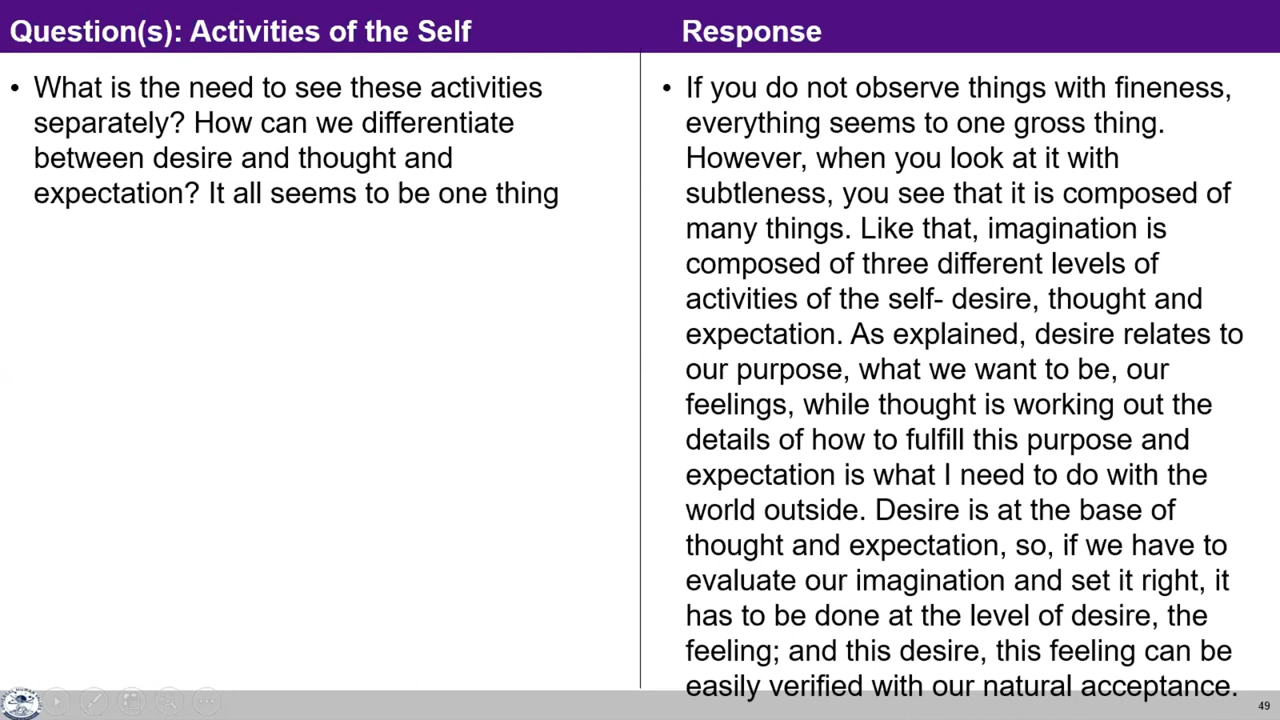 Question(s): Activities of the Self
Response
• What is the need to see these activities
separately? How can we differentiate
between desire and thought and
expectation? It all seems to be one thing
• If you do not observe things with fineness,
everything seems to one gross thing.
However, when you look at it with
subtleness, you see that it is composed of
many things. Like that, imagination is
composed of three different levels of
activities of the self- desire, thought and
expectation. As explained, desire relates to
our purpose, what we want to be, our
feelings, while thought is working out the
details of how to fulfill this purpose and
expectation is what I need to do with the
world outside. Desire is at the base of
thought and expectation, so, if we have to
evaluate our imagination and set it right, it
has to be done at the level of desire, the
feeling; and this desire, this feeling can be
easily verified with our natural acceptance.
49